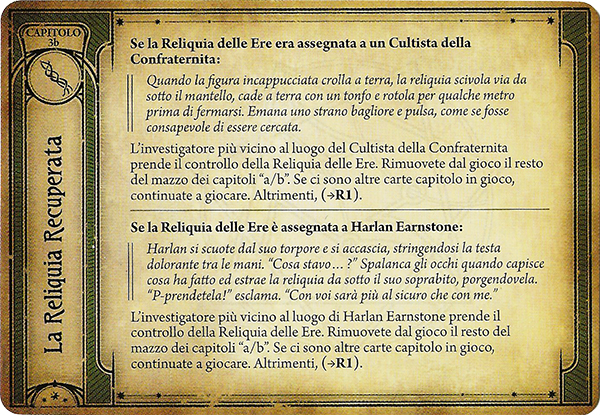 CAPITOLO
3b
La Reliquia Recuperata
Se la Reliquia delle Ere era assegnata a un Cultista della
Confraternita:
Quando la figura incappucciata crolla a terra, la reliquia scivola via da
sotto il mantello, cade a terra con un tonfo e rotola per qualche metro
prima di fermarsi. Emana uno strano bagliore e pulsa, come se fosse
consapevole di essere cercata.
L’investigatore più vicino al luogo del Cultista della Confraternita
prende il controllo della Reliquia delle Ere. Rimuovete dal gioco il resto
del mazzo dei capitoli “a/b”. Se ci sono altre carte capitolo in gioco,
continuate a giocare. Altrimenti, (→R1).
Se la Reliquia delle Ere è assegnata a Harlan Earnstone:
Harlan si scuote dal suo torpore e si accascia, stringendosi la testa
dolorante tra le mani. “Cosa stavo… ?” Spalanca gli occhi quando capisce
cosa ha fatto ed estrae la reliquia da sotto il suo soprabito, porgendovela.
“P-prendetela!” esclama. “Con voi sarà più al sicuro che con me.”
L’investigatore più vicino al luogo di Harlan Earnstone prende il
controllo della Reliquia delle Ere. Rimuovete dal gioco il resto del
mazzo dei capitoli “a/b”. Se ci sono altre carte capitolo in gioco,
continuate a giocare. Altrimenti, (→R1).